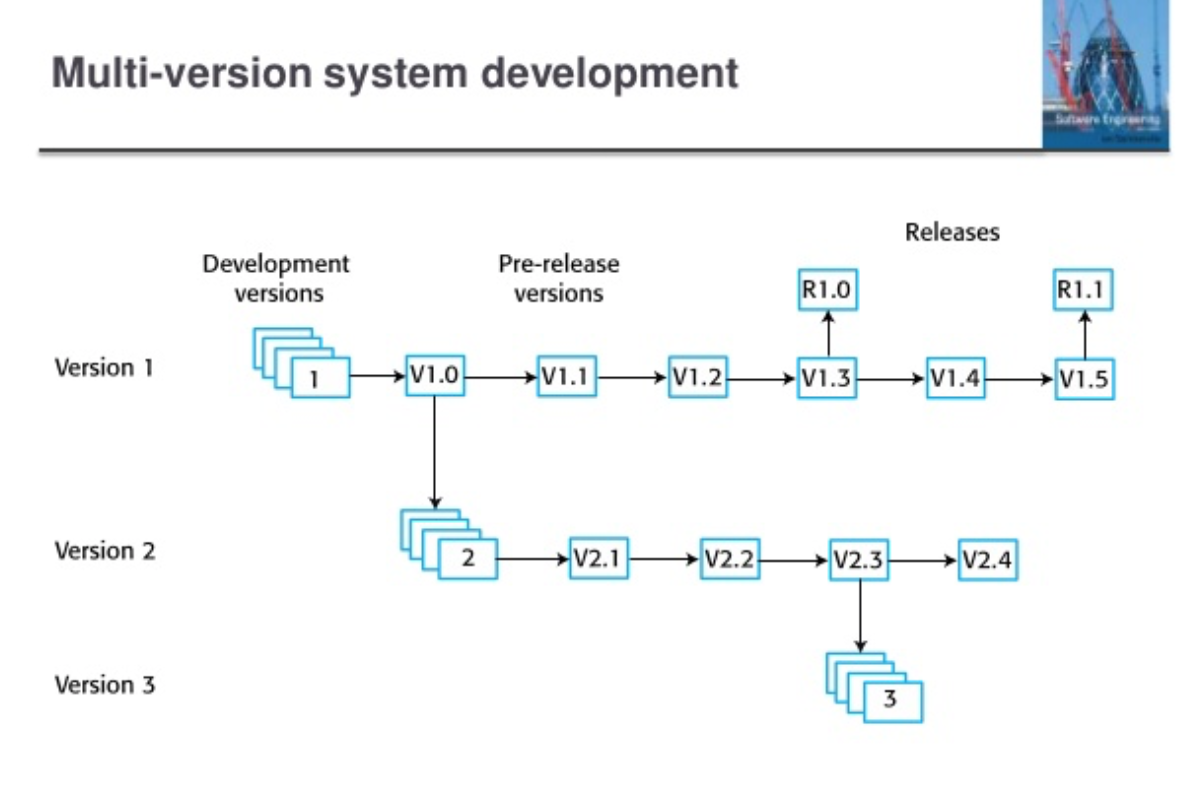 Multi-version system development
Software Engineering
Releases
Development
versions
Pre-release
versions
R1.0
R1.1
Version 1
1
V1.0
V1.1
V1.2
V1.3
V1.4
V1.5
Version 2
2
V2.1
V2.2
V2.3
V2.4
Version 3
3